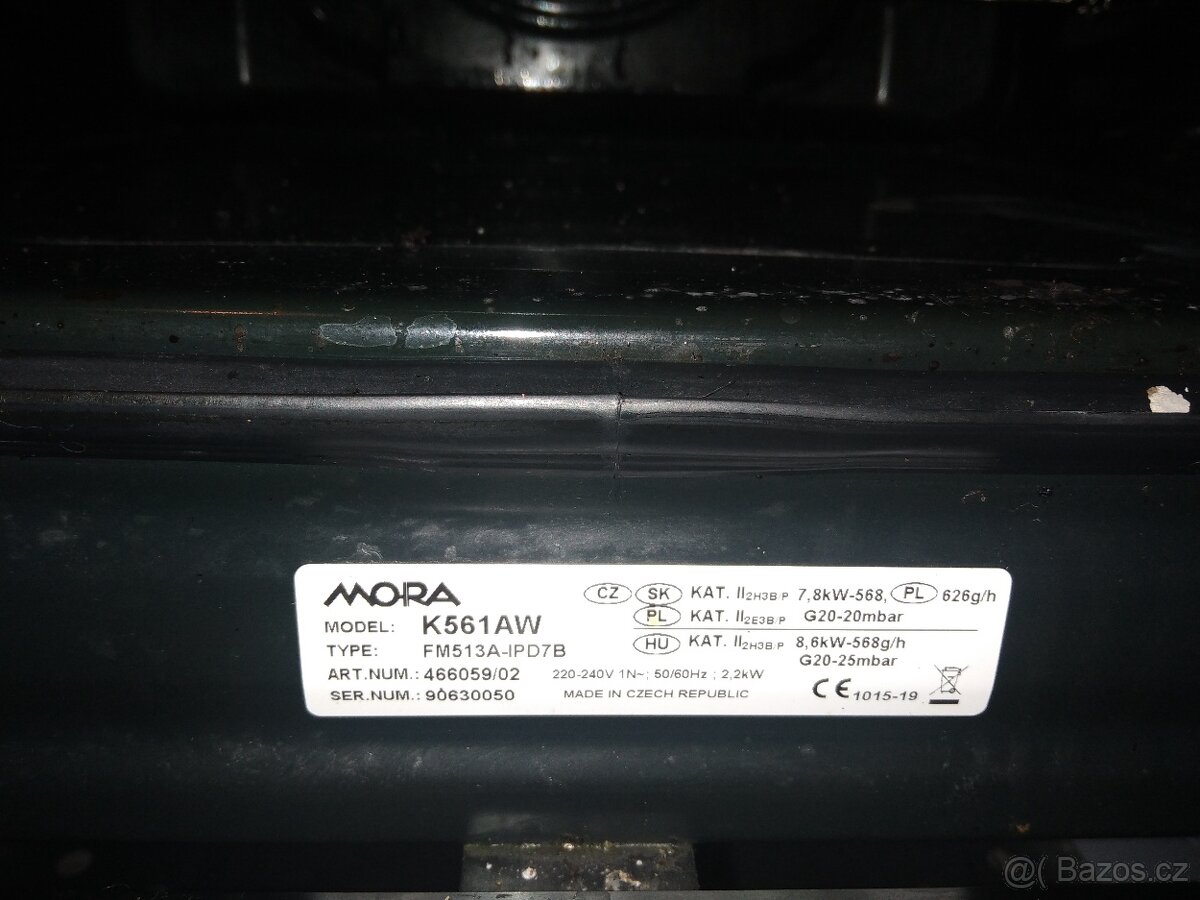 MORA
MODEL: K561AW
TYPE: FM513A-IPD7B
ART.NUM.: 466059/02
SER.NUM.: 90630050
CZ SK KAT. II2H3B/P 7,8kW-568, PL 626g/h
PL KAT. II2E3B/P G20-20mbar
HU KAT. II2H3B/P 8,6kW-568g/h
G20-25mbar
220-240V 1N~; 50/60Hz ; 2,2kW
MADE IN CZECH REPUBLIC
CE 1015-19
@( Bazos.cz